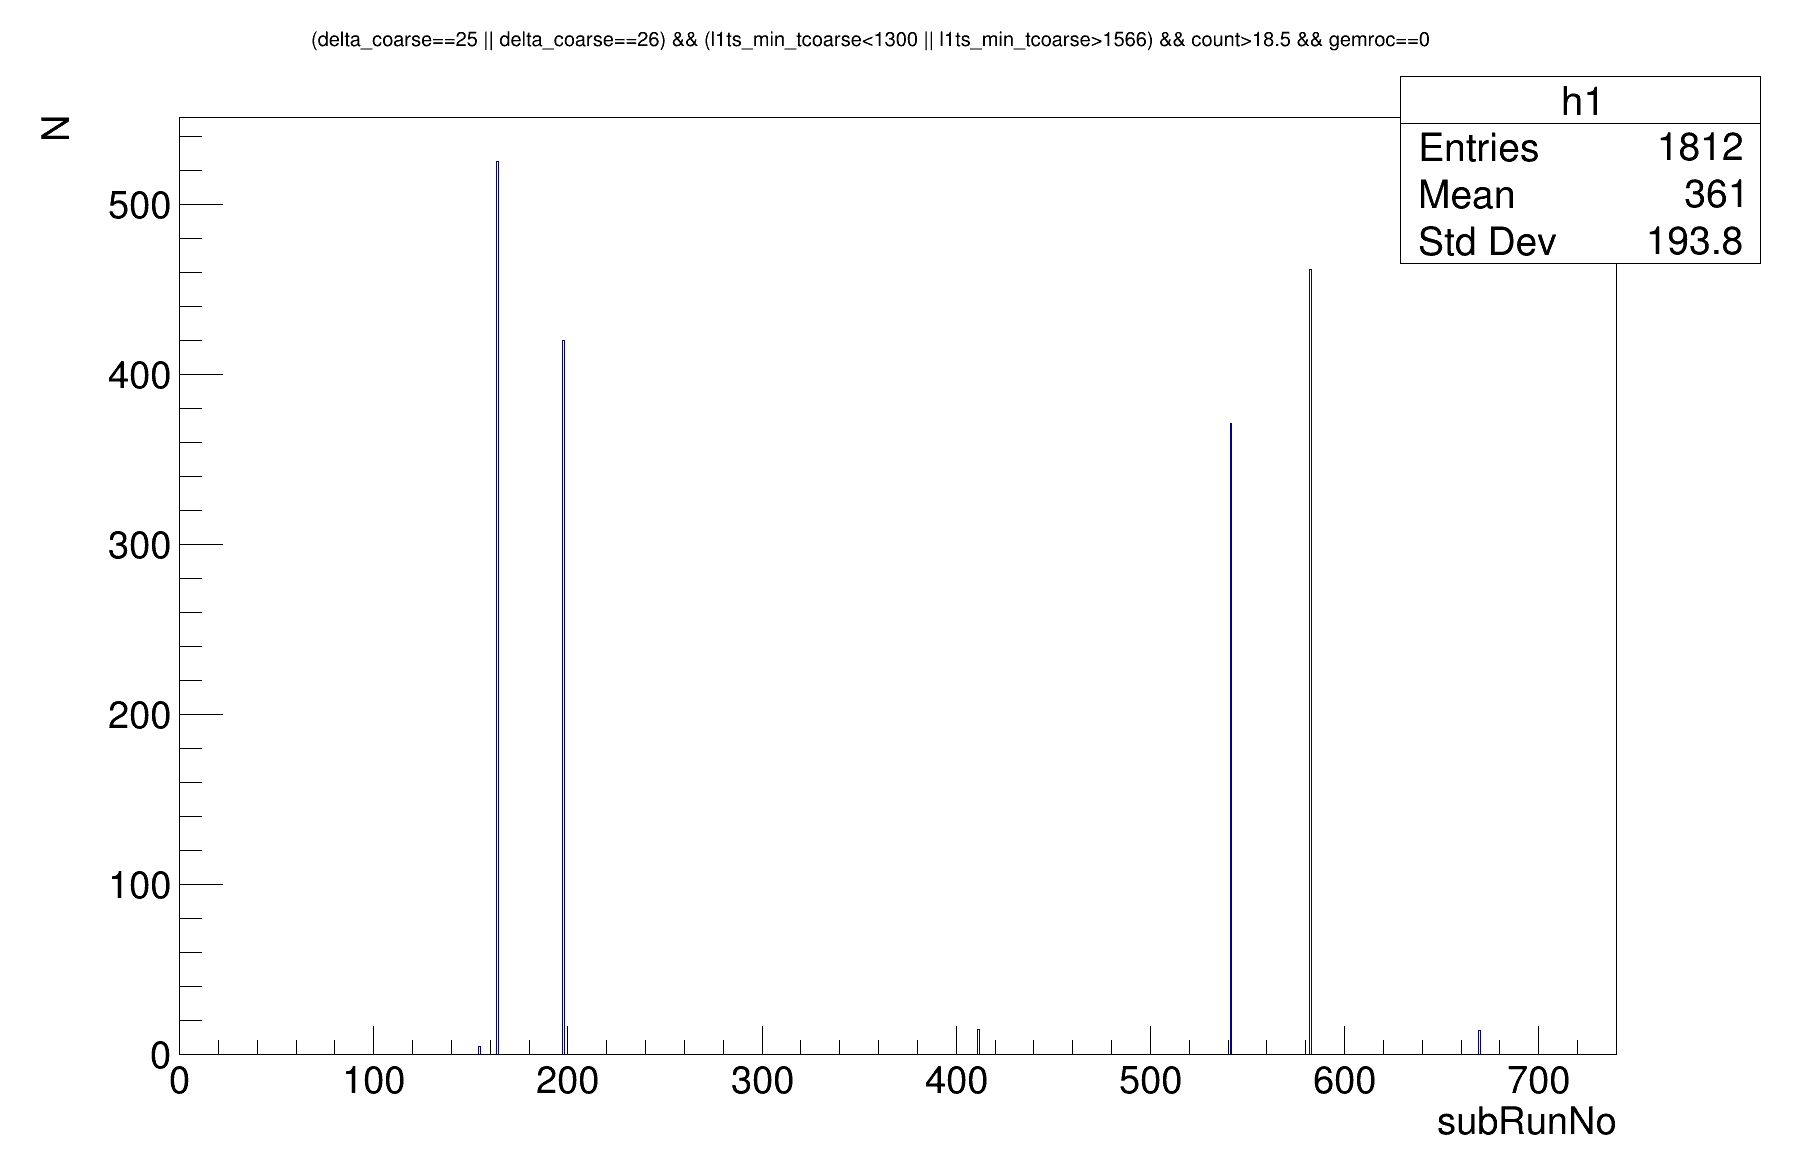 (delta_coarse==25 || delta_coarse==26) && (l1ts_min_tcoarse<1300 || l1ts_min_tcoarse>1566) && count>18.5 && gemroc==0
h1
Entries 1812
Mean 361
Std Dev 193.8
N
500
400
300
200
100
0
0 100 200 300 400 500 600 700
subRunNo